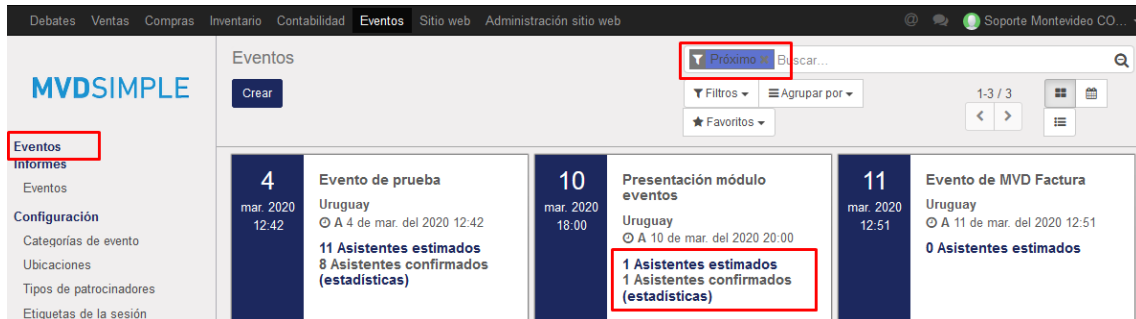 Debates Ventas Compras Inventario Contabilidad Eventos Sitio web Administración sitio web @ Soporte Montevideo CO...
MVDSIMPLE
Eventos
Informes
Eventos
Configuración
Categorías de evento
Ubicaciones
Tipos de patrocinadores
Etiquetas de la sesión
Eventos
Próximo × Buscar...
Crear
Filtros Agrupar por
Favoritos
1-3 / 3
4
mar. 2020
12:42
Evento de prueba
Uruguay
A 4 de mar. del 2020 12:42
11 Asistentes estimados
8 Asistentes confirmados
(estadísticas)
10
mar. 2020
18:00
Presentación módulo
eventos
Uruguay
A 10 de mar. del 2020 20:00
1 Asistentes estimados
1 Asistentes confirmados
(estadísticas)
11
mar. 2020
12:51
Evento de MVD Factura
Uruguay
A 11 de mar. del 2020 12:51
0 Asistentes estimados